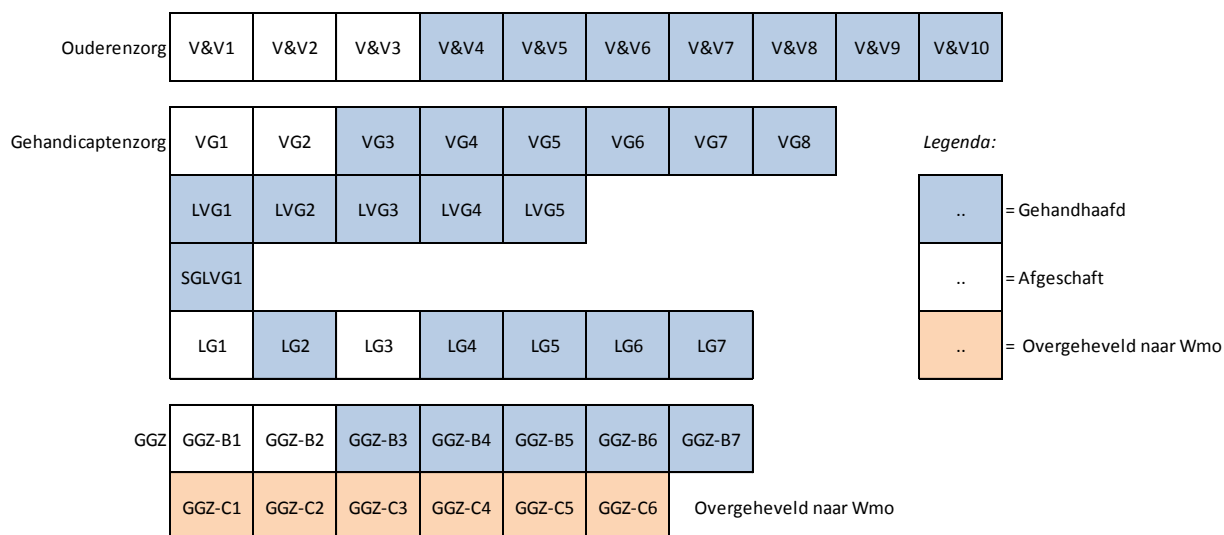 Ouderenzorg V&V1 V&V2 V&V3 V&V4 V&V5 V&V6 V&V7 V&V8 V&V9 V&V10
Gehandicaptenzorg VG1 VG2 VG3 VG4 VG5 VG6 VG7 VG8
Legenda:
LVG1 LVG2 LVG3 LVG4 LVG5
.. = Gehandhaafd
SGLVG1
.. = Afgeschaft
LG1 LG2 LG3 LG4 LG5 LG6 LG7
.. = Overgeheveld naar Wmo
GGZ GGZ-B1 GGZ-B2 GGZ-B3 GGZ-B4 GGZ-B5 GGZ-B6 GGZ-B7
GGZ-C1 GGZ-C2 GGZ-C3 GGZ-C4 GGZ-C5 GGZ-C6 Overgeheveld naar Wmo